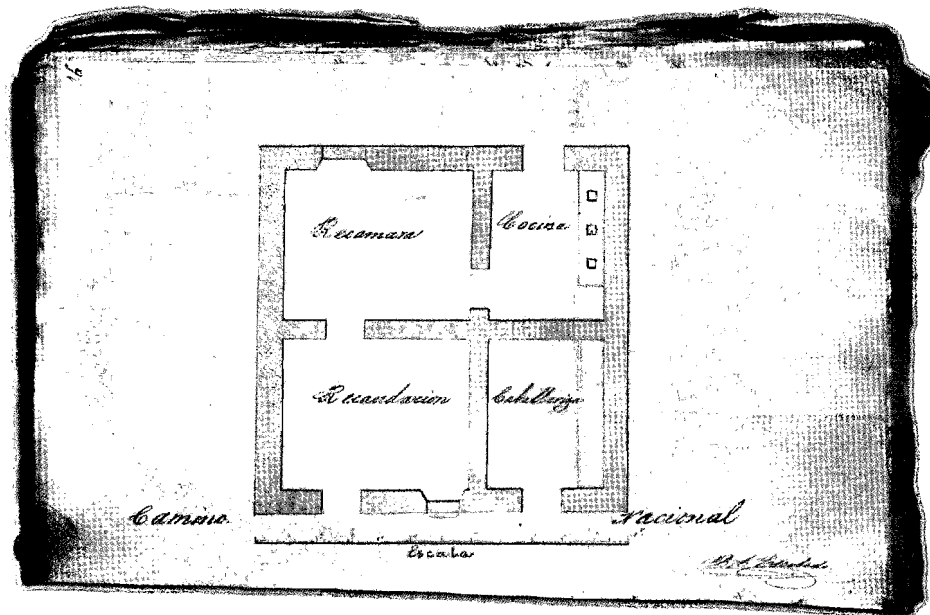 Recamara
Cocina
Recaudacion
Caballeriza
Camino
Nacional
Escala